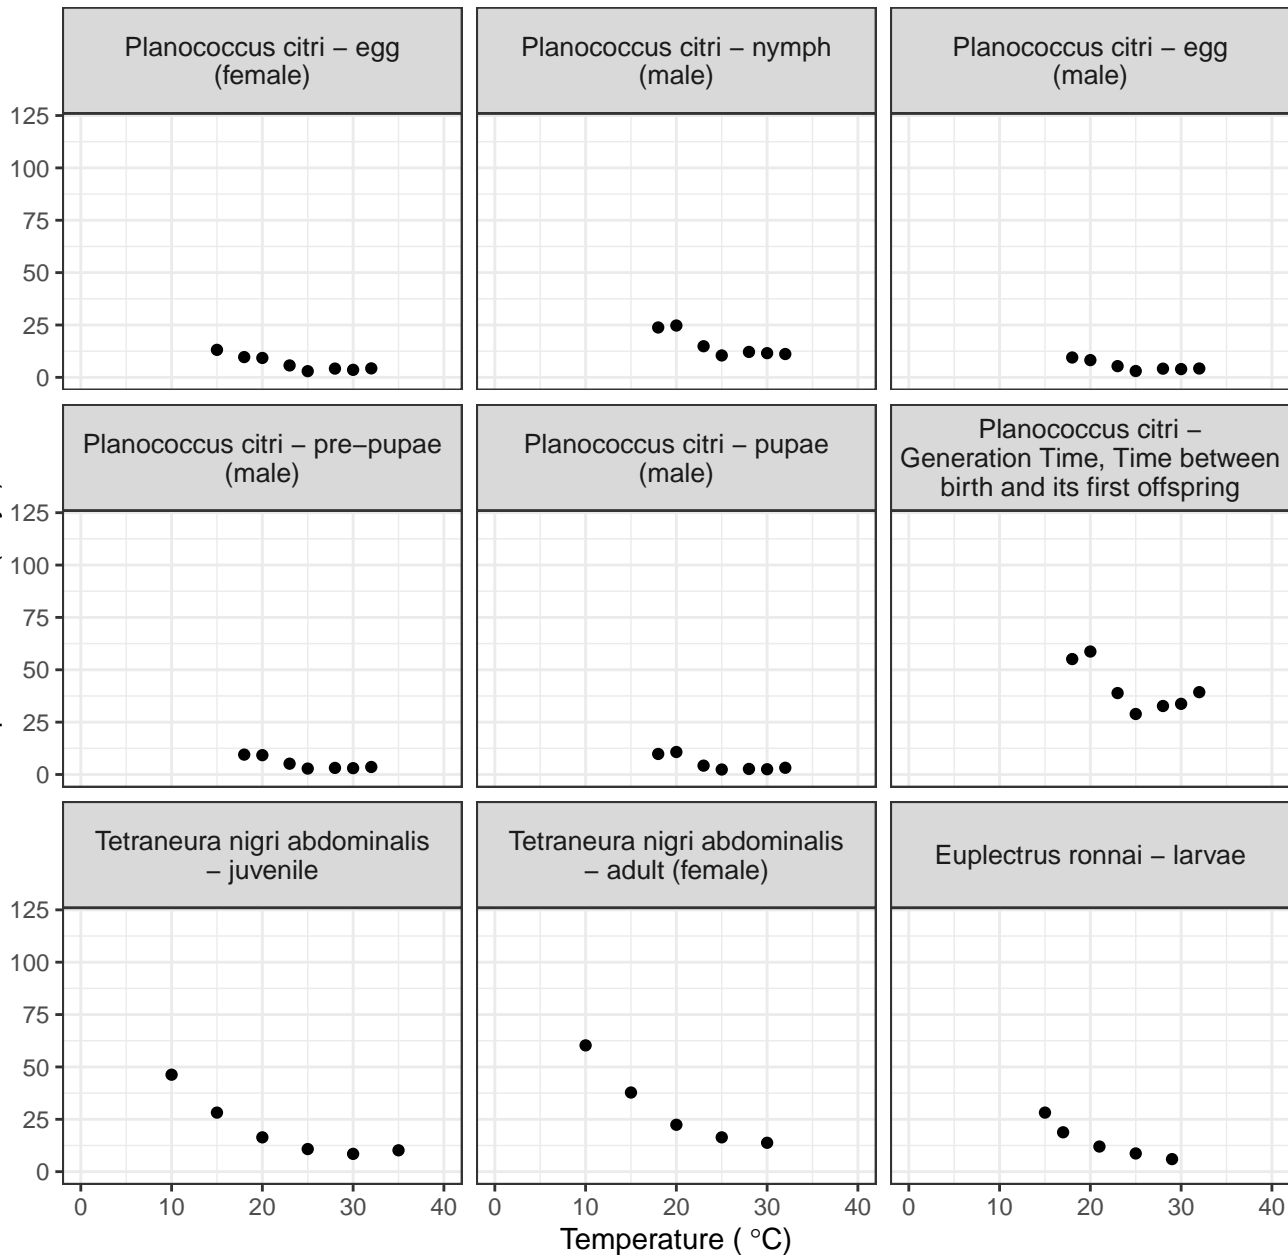 Planococcus citri − egg
(female)
Planococcus citri − nymph
(male)
Planococcus citri − egg
(male)
125
100
75
50
25
0
Planococcus citri − pre−pupae
(male)
Planococcus citri − pupae
(male)
Planococcus citri −
Generation Time, Time between
birth and its first offspring
125
100
75
50
25
0
Tetraneura nigri abdominalis
− juvenile
Tetraneura nigri abdominalis
− adult (female)
Euplectrus ronnai − larvae
125
100
75
50
25
0
0 10 20 30 40 0 10 20 30 40 0 10 20 30 40
Temperature ( °C)